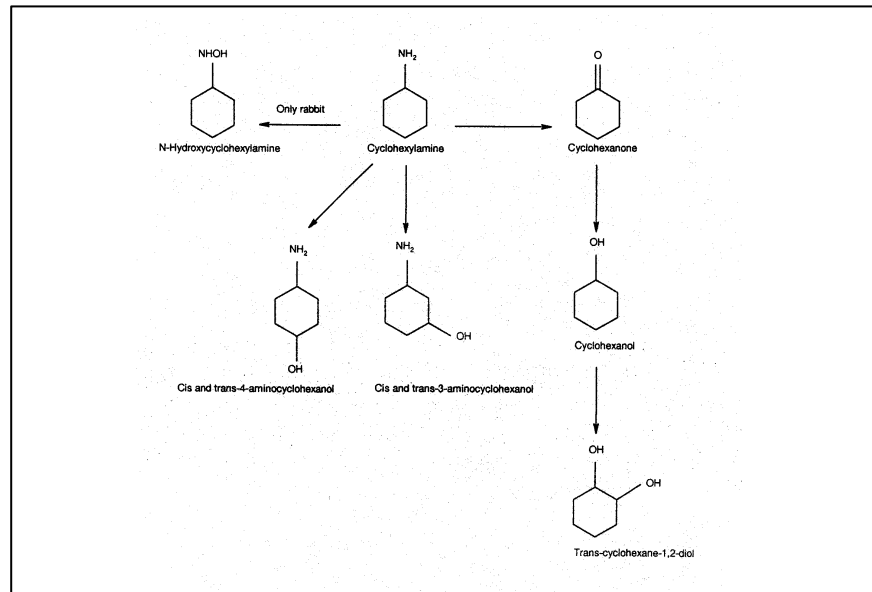 NHOH
NH₂
O
Only rabbit
N-Hydroxycyclohexylamine
Cyclohexylamine
Cyclohexanone
NH₂
NH₂
OH
OH
OH
Cyclohexanol
Cis and trans-4-aminocyclohexanol
Cis and trans-3-aminocyclohexanol
OH
OH
Trans-cyclohexane-1,2-diol